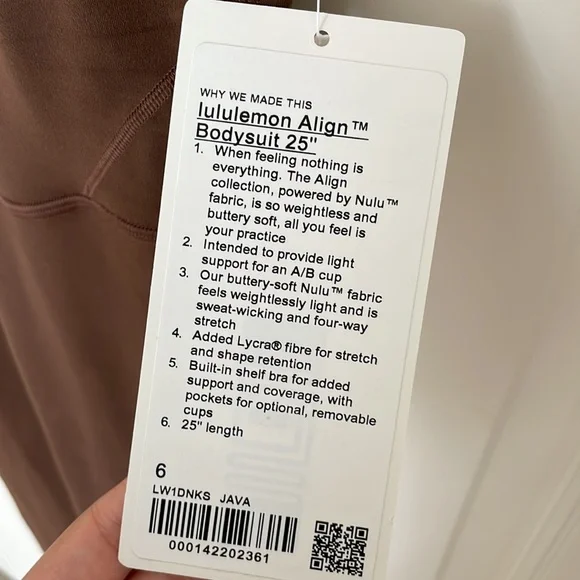 WHY WE MADE THIS
lululemon Align™
Bodysuit 25"
1. When feeling nothing is
everything. The Align
collection, powered by Nulu™
fabric, is so weightless and
buttery soft, all you feel is
your practice
2. Intended to provide light
support for an A/B cup
3. Our buttery-soft Nulu™ fabric
feels weightlessly light and is
sweat-wicking and four-way
stretch
4. Added Lycra® fibre for stretch
and shape retention
5. Built-in shelf bra for added
support and coverage, with
pockets for optional, removable
cups
6. 25" length
6
LW1DNKS JAVA
000142202361